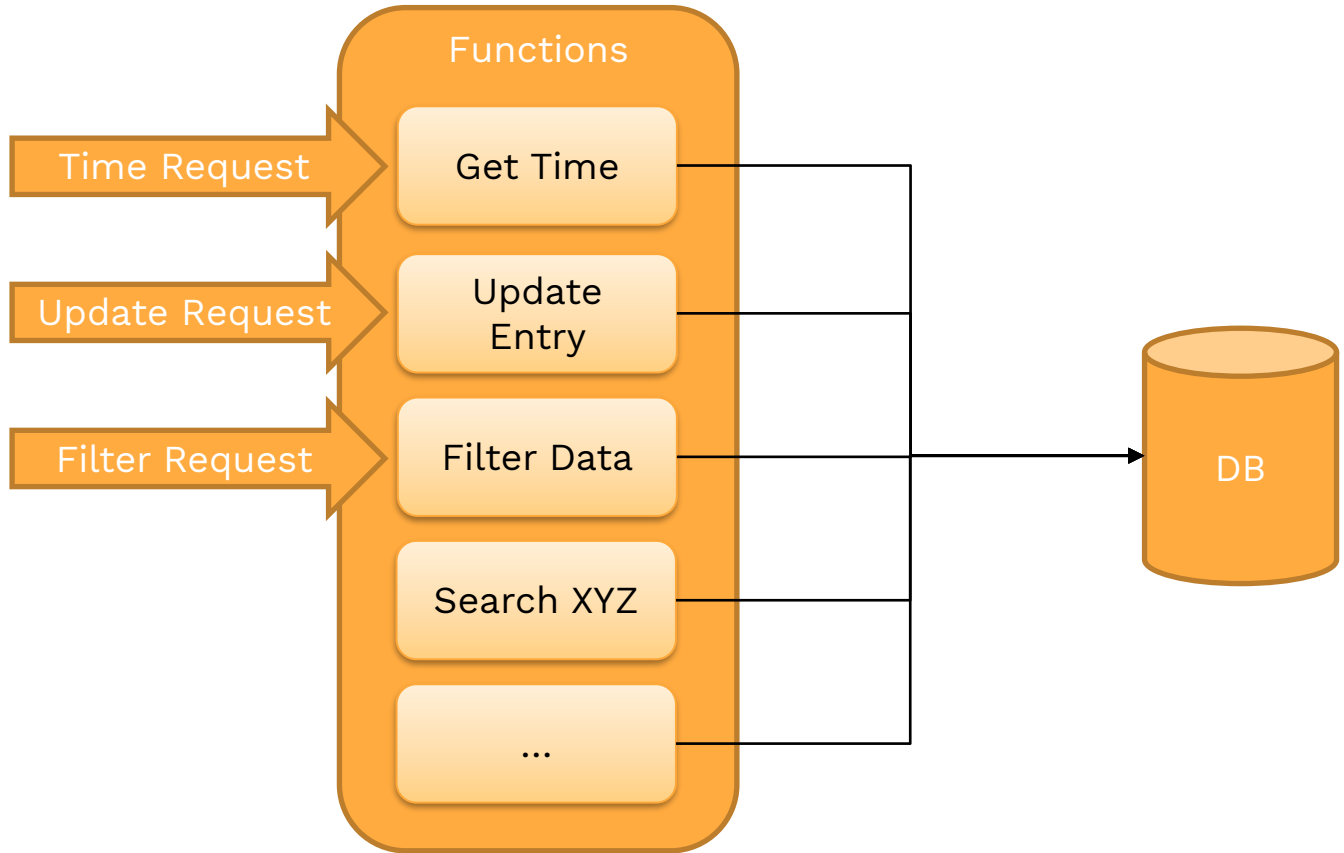 Functions
Time Request
Get Time
Update Request
Update
Entry
Filter Request
Filter Data
Search XYZ
...
DB